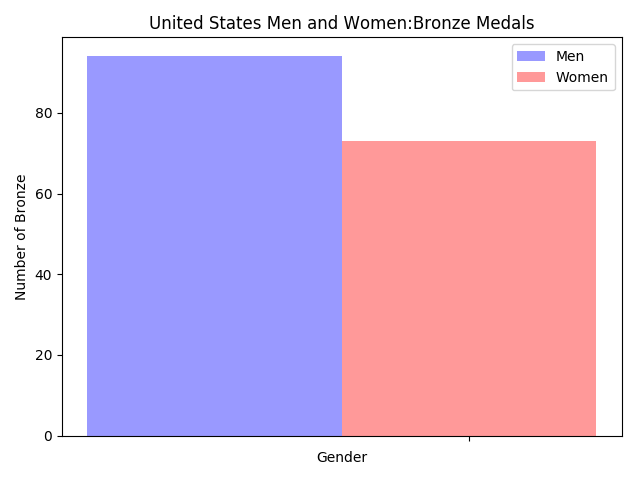 United States Men and Women:Bronze Medals
Men
Women
Number of Bronze
80
60
40
20
0
Gender